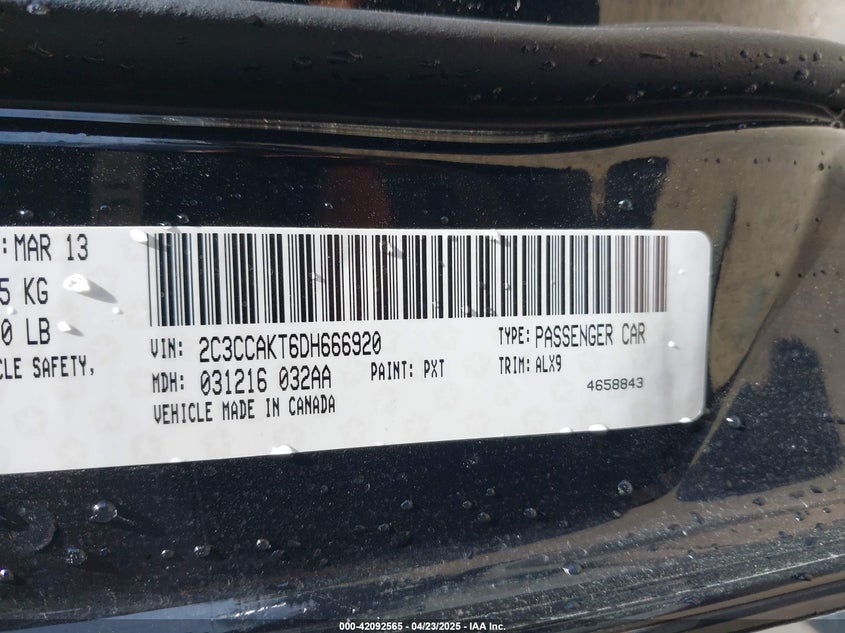 :MAR 13
5 KG
0 LB
CLE SAFETY,
VIN: 2C3CCAKT6DH666920
TYPE: PASSENGER CAR
MDH: 031216 032AA
PAINT: PXT
TRIM: ALX9
VEHICLE MADE IN CANADA
4658843
000-42092565 - 04/23/2025 - IAA Inc.